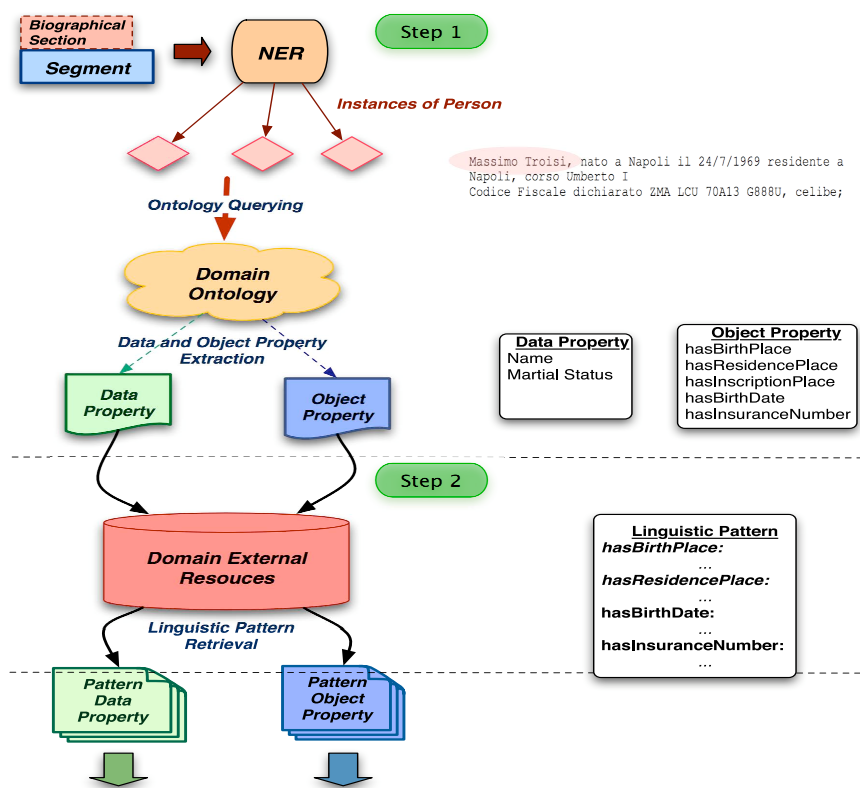 Biographical
Section
Segment
NER
Step 1
Instances of Person
Massimo Troisi, nato a Napoli il 24/7/1969 residente a
Napoli, corso Umberto I
Codice Fiscale dichiarato ZMA LCU 70A13 G888U, celibe;
Ontology Querying
Domain
Ontology
Data and Object Property
Extraction
Data
Property
Object
Property
Data Property
Name
Martial Status
Object Property
hasBirthPlace
hasResidencePlace
hasInscriptionPlace
hasBirthDate
hasInsuranceNumber
Step 2
Domain External
Resouces
Linguistic Pattern
Retrieval
Linguistic Pattern
hasBirthPlace:
...
hasResidencePlace:
...
hasBirthDate:
...
hasInsuranceNumber:
...
Pattern
Data
Property
Pattern
Object
Property